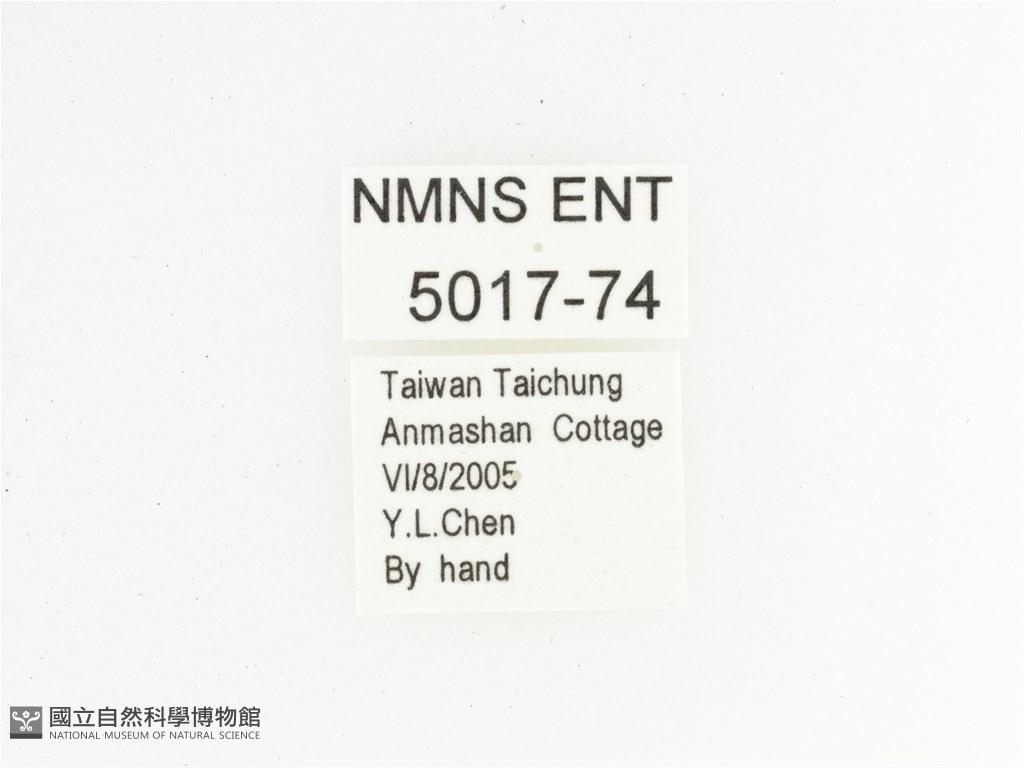 NMNS ENT
5017-74
Taiwan Taichung
Anmashan Cottage
VI/8/2005
Y.L.Chen
By hand
國立自然科學博物館
NATIONAL MUSEUM OF NATURAL SCIENCE